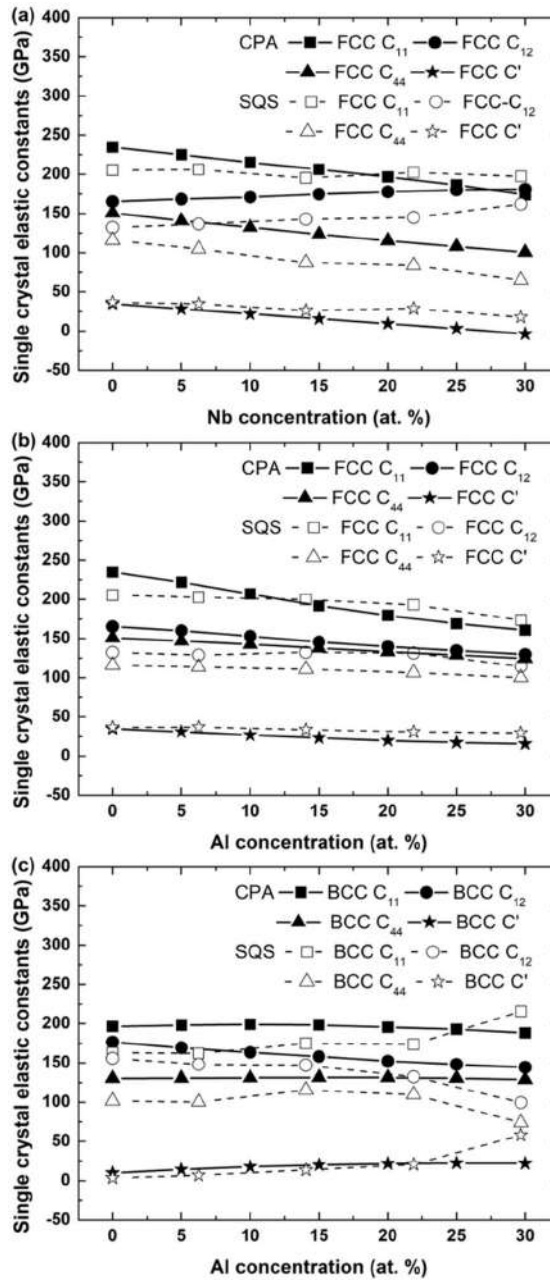 (a)
400
350
300
250
200
150
100
50
0
-50
Single crystal elastic constants (GPa)
CPA FCC C11 FCC C12
FCC C44 FCC C'
SQS FCC C11 FCC-C12
FCC C44 FCC C'
0 5 10 15 20 25 30
Nb concentration (at. %)
(b)
400
350
300
250
200
150
100
50
0
-50
Single crystal elastic constants (GPa)
CPA FCC C11 FCC C12
FCC C44 FCC C'
SQS FCC C11 FCC C12
FCC C44 FCC C'
0 5 10 15 20 25 30
Al concentration (at. %)
(c)
400
350
300
250
200
150
100
50
0
-50
Single crystal elastic constants (GPa)
CPA BCC C11 BCC C12
BCC C44 BCC C'
SQS BCC C11 BCC C12
BCC C44 BCC C'
0 5 10 15 20 25 30
Al concentration (at. %)